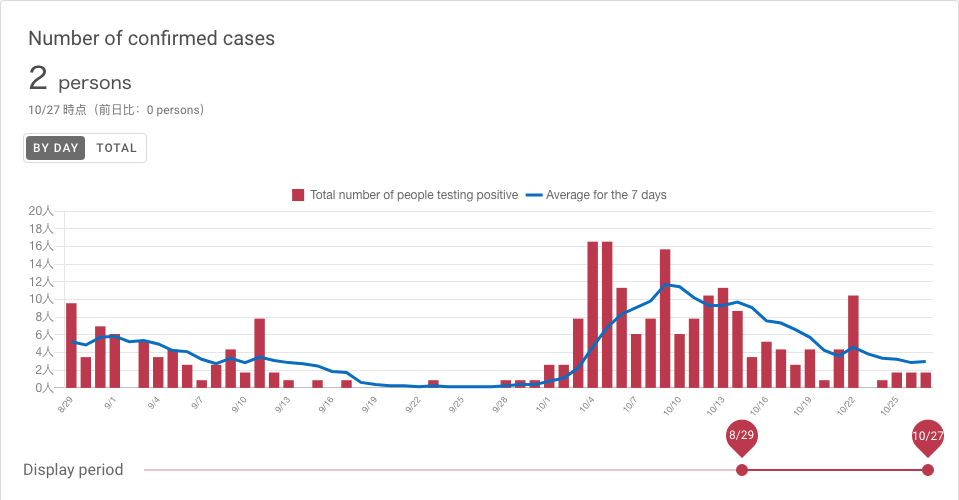 Number of confirmed cases
2 persons
10/27 時点（前日比：0 persons）
BY DAY TOTAL
Total number of people testing positive Average for the 7 days
20人
18人
16人
14人
12人
10人
8人
6人
4人
2人
0人
8/29 9/1 9/4 9/7 9/10 9/13 9/16 9/19 9/22 9/25 9/28 10/1 10/4 10/7 10/10 10/13 10/16 10/19 10/22 10/25
8/29 10/27
Display period